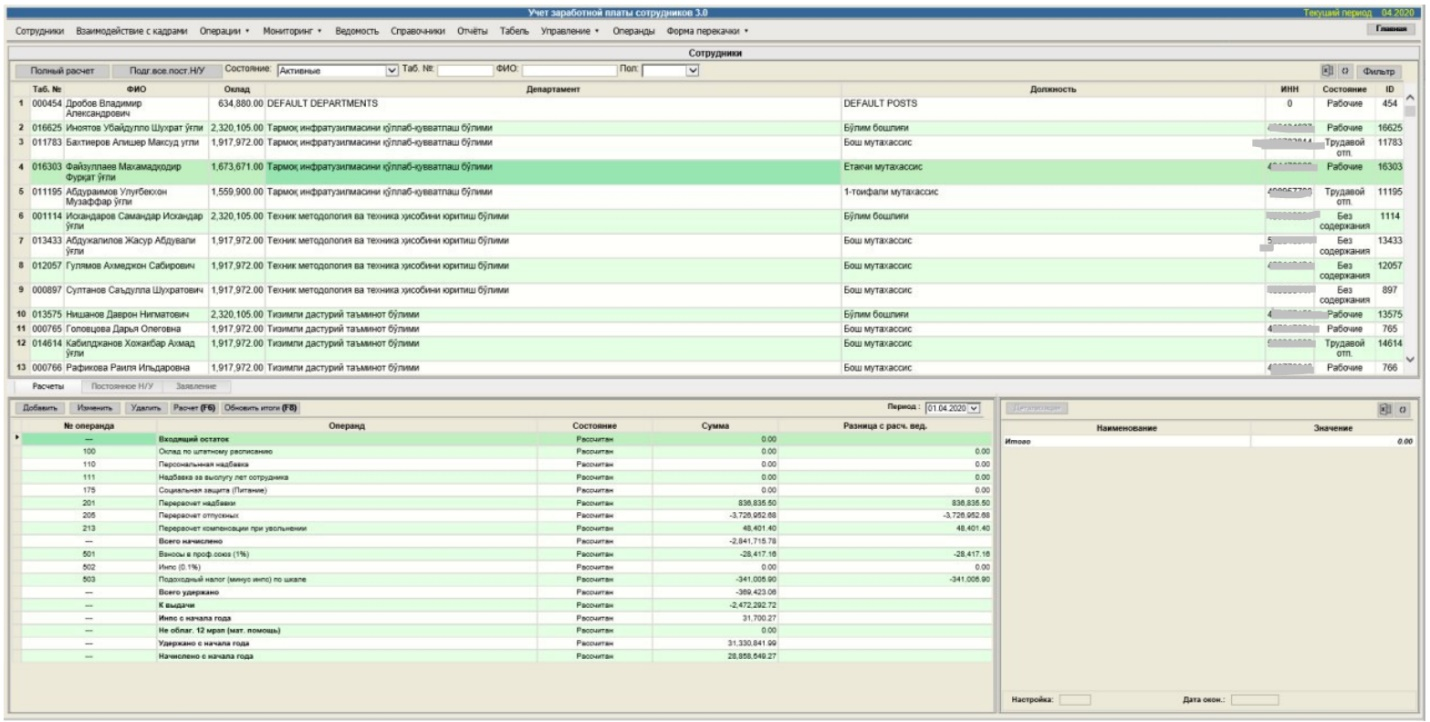 Учет заработной платы сотрудников 3.0 Текущий период 04.2020
Сотрудники Взаимодействие с кадрами Операции Мониторинг Ведомость Справочники Отчёты Табель Управление Операнды Форма перекачки Главная
Сотрудники
Полный расчет Подг.все.пост.Н/У Состояние: Активные Таб. №: ФИО: Пол: Фильтр
Таб. № ФИО Оклад Департамент Должность ИНН Состояние ID
1 000454 Дробов Владимир Александрович 634,880.00 DEFAULT DEPARTMENTS DEFAULT POSTS 0 Рабочие 454
2 016625 Иноятов Убайдулло Шухрат ўгли 2,320,105.00 Тармоқ инфратузилмасини қўллаб-қувватлаш бўлими Бўлим бошлиғи Рабочие 16625
3 011783 Бахтиеров Алишер Максуд угли 1,917,972.00 Тармоқ инфратузилмасини қўллаб-қувватлаш бўлими Бош мутахассис Трудавой отп. 11783
4 016303 Файзуллаев Махамадқодир Фурқат ўгли 1,673,671.00 Тармоқ инфратузилмасини қўллаб-қувватлаш бўлими Етакчи мутахассис Рабочие 16303
5 011195 Абдураимов Улуғбекхон Музаффар ўгли 1,559,900.00 Тармоқ инфратузилмасини қўллаб-қувватлаш бўлими 1-тоифали мутахассис Трудавой отп. 11195
6 001114 Искандаров Самандар Искандар ўгли 2,320,105.00 Техник методология ва техника ҳисобини юритиш бўлими Бўлим бошлиғи Без содержания 1114
7 013433 Абдужалилов Жасур Абдували ўгли 1,917,972.00 Техник методология ва техника ҳисобини юритиш бўлими Бош мутахассис Без содержания 13433
8 012057 Гулямов Ахмеджон Сабирович 1,917,972.00 Техник методология ва техника ҳисобини юритиш бўлими Бош мутахассис Без содержания 12057
9 000897 Султанов Саъдулла Шухратович 1,917,972.00 Техник методология ва техника ҳисобини юритиш бўлими Бош мутахассис Без содержания 897
10 013575 Нишанов Даврон Нигматович 2,320,105.00 Тизимли дастурий таъминот бўлими Бўлим бошлиғи Рабочие 13575
11 000765 Головцова Дарья Олеговна 1,917,972.00 Тизимли дастурий таъминот бўлими Бош мутахассис Рабочие 765
12 014614 Кабилджанов Хожакбар Ахмад ўгли 1,917,972.00 Тизимли дастурий таъминот бўлими Бош мутахассис Трудавой отп. 14614
13 000766 Рафикова Раиля Ильдаровна 1,917,972.00 Тизимли дастурий таъминот бўлими Бош мутахассис Рабочие 766
Расчеты Постоянное Н/У Заявление
Добавить Изменить Удалить Расчет (F6) Обновить итоги (F8) Период : 01.04.2020
№ операнда Операнд Состояние Сумма Разница с расч. вед.
--- Входящий остаток Рассчитан 0.00
100 Оклад по штатному расписанию Рассчитан 0.00 0.00
110 Персональнная надбавка Рассчитан 0.00 0.00
111 Надбавка за выслугу лет сотрудника Рассчитан 0.00 0.00
175 Социальная защита (Питание) Рассчитан 0.00 0.00
201 Перерасчет надбавки Рассчитан 836,835.50 836,835.50
205 Перерасчет отпускных Рассчитан -3,726,952.68 -3,726,952.68
213 Перерасчет компенсации при увольнении Рассчитан 48,401.40 48,401.40
--- Всего начислено Рассчитан -2,841,715.78
501 Взносы в проф.союз (1%) Рассчитан -28,417.16 -28,417.16
502 Инпс (0.1%) Рассчитан 0.00 0.00
503 Подоходный налог (минус инпс) по шкале Рассчитан -341,005.90 -341,005.90
--- Всего удержано Рассчитан -369,423.06
--- К выдачи Рассчитан -2,472,292.72
--- Инпс с начала года Рассчитан 31,700.27
--- Не облаг. 12 мрзп (мат. помощь) Рассчитан 0.00
--- Удержано с начала года Рассчитан 31,330,841.99
--- Начислено с начала года Рассчитан 28,858,549.27
Детализация
Наименование Значение
Итого 0.00
Настройка: Дата окон.: